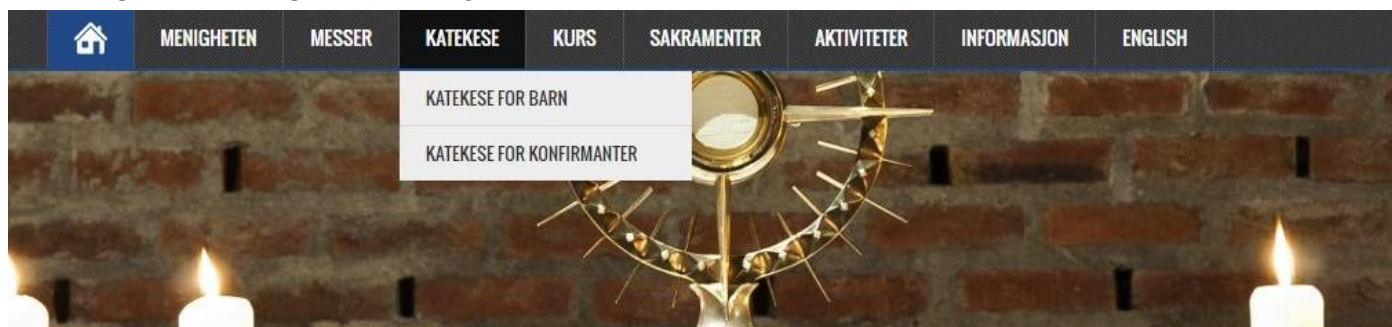 MENIGHETEN MESSER KATEKESE KURS SAKRAMENTER AKTIVITETER INFORMASJON ENGLISH
KATEKESE FOR BARN
KATEKESE FOR KONFIRMANTER